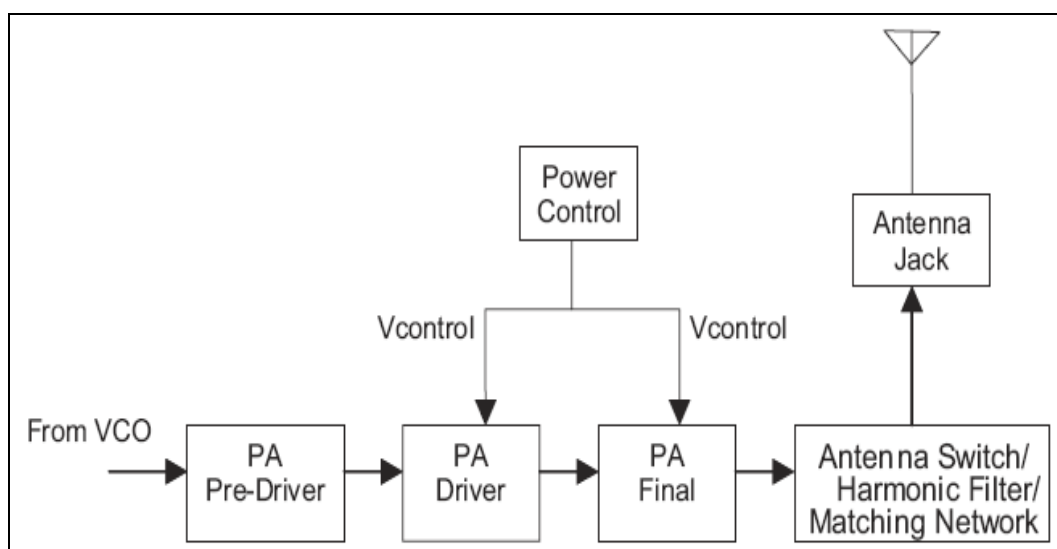 Power
Control
Antenna
Jack
Vcontrol
Vcontrol
From VCO
PA
Pre-Driver
PA
Driver
PA
Final
Antenna Switch/
Harmonic Filter/
Matching Network